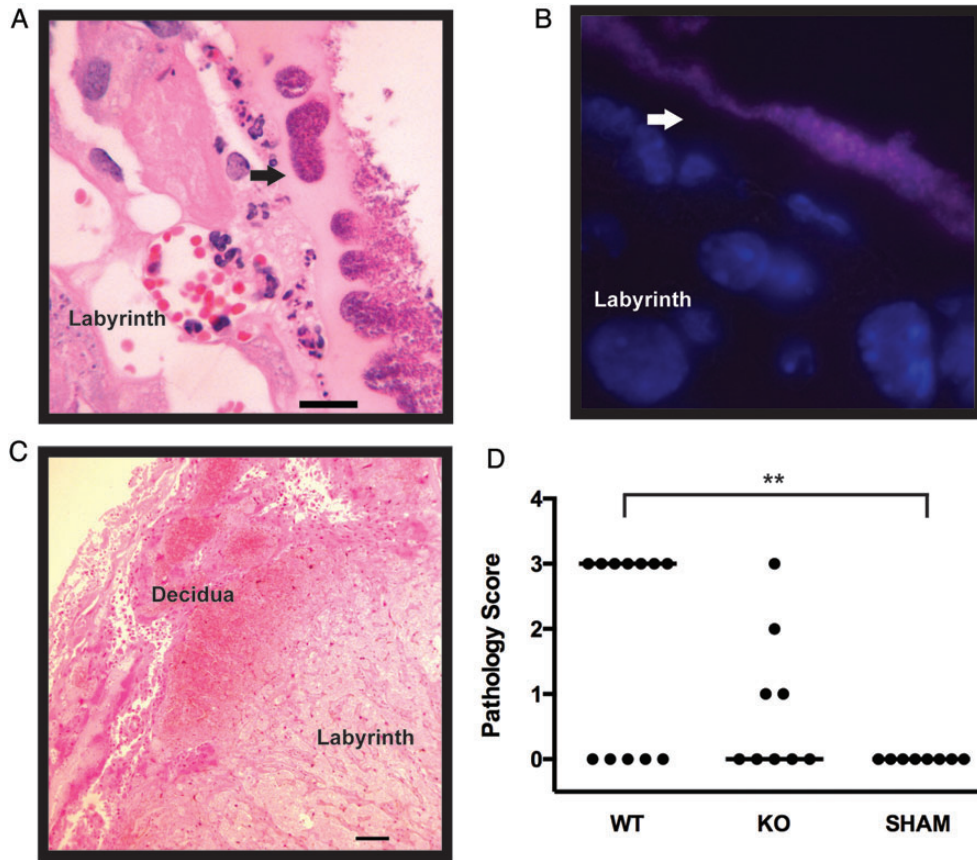 A
Labyrinth
B
Labyrinth
C
Decidua
Labyrinth
D
**
Pathology Score
4
3
2
1
0
WT
KO
SHAM